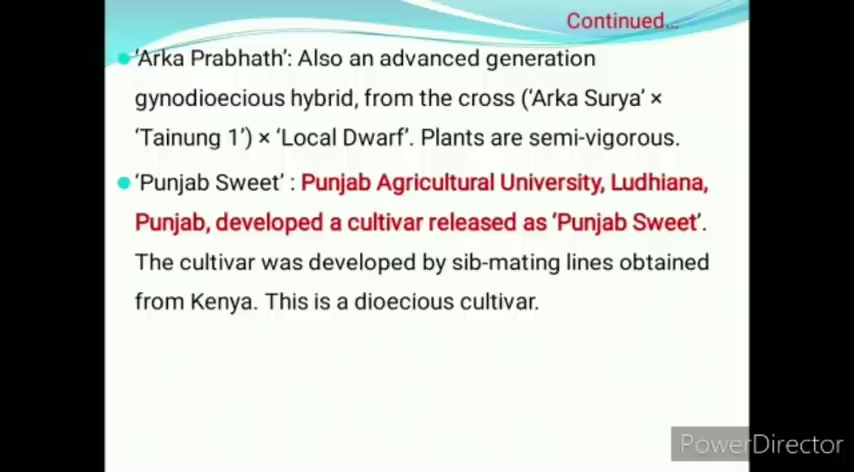 Continued...
‘Arka Prabhath’: Also an advanced generation
gynodioecious hybrid, from the cross (‘Arka Surya’ ×
‘Tainung 1’) × ‘Local Dwarf’. Plants are semi-vigorous.
‘Punjab Sweet’ : Punjab Agricultural University, Ludhiana,
Punjab, developed a cultivar released as ‘Punjab Sweet’.
The cultivar was developed by sib-mating lines obtained
from Kenya. This is a dioecious cultivar.
PowerDirector